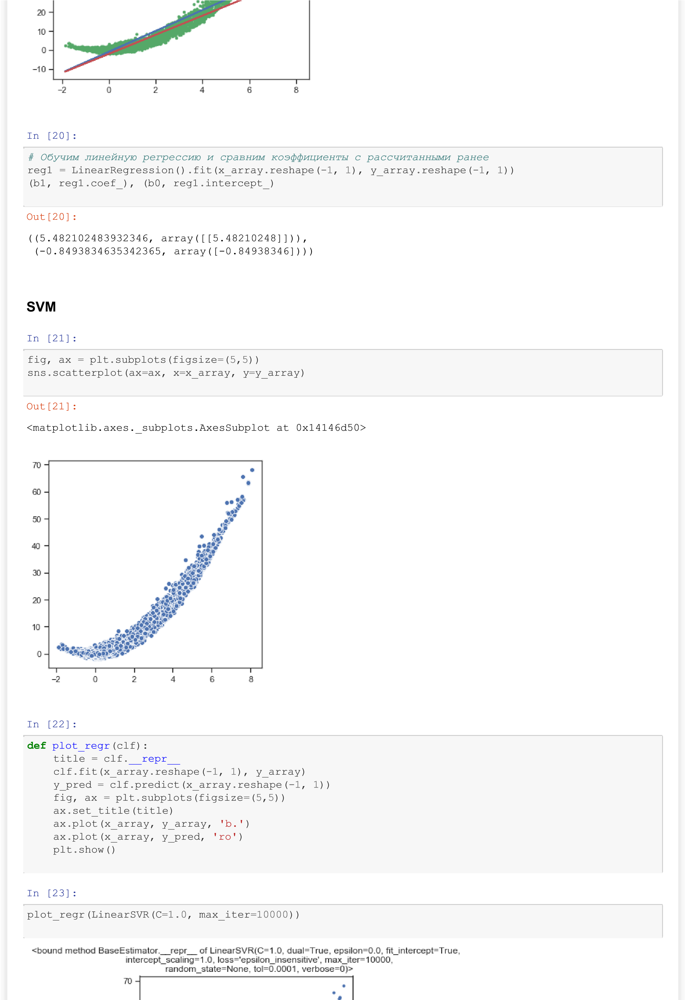 20
10
0
−10
−2 0 2 4 6 8
In [20]:
# Обучим линейную регрессию и сравним коэффициенты с рассчитанными ранее
reg1 = LinearRegression().fit(x_array.reshape(-1, 1), y_array.reshape(-1, 1))
(b1, reg1.coef_), (b0, reg1.intercept_)
Out[20]:
((5.482102483932346, array([[5.48210248]])),
 (-0.8493834635342365, array([-0.84938346])))
SVM
In [21]:
fig, ax = plt.subplots(figsize=(5,5))
sns.scatterplot(ax=ax, x=x_array, y=y_array)
Out[21]:
<matplotlib.axes._subplots.AxesSubplot at 0x14146d50>
70
60
50
40
30
20
10
0
−2 0 2 4 6 8
In [22]:
def plot_regr(clf):
    title = clf.__repr__
    clf.fit(x_array.reshape(-1, 1), y_array)
    y_pred = clf.predict(x_array.reshape(-1, 1))
    fig, ax = plt.subplots(figsize=(5,5))
    ax.set_title(title)
    ax.plot(x_array, y_array, 'b.')
    ax.plot(x_array, y_pred, 'ro')
    plt.show()
In [23]:
plot_regr(LinearSVR(C=1.0, max_iter=10000))
<bound method BaseEstimator.__repr__ of LinearSVR(C=1.0, dual=True, epsilon=0.0, fit_intercept=True,
intercept_scaling=1.0, loss='epsilon_insensitive', max_iter=10000,
random_state=None, tol=0.0001, verbose=0)>
70